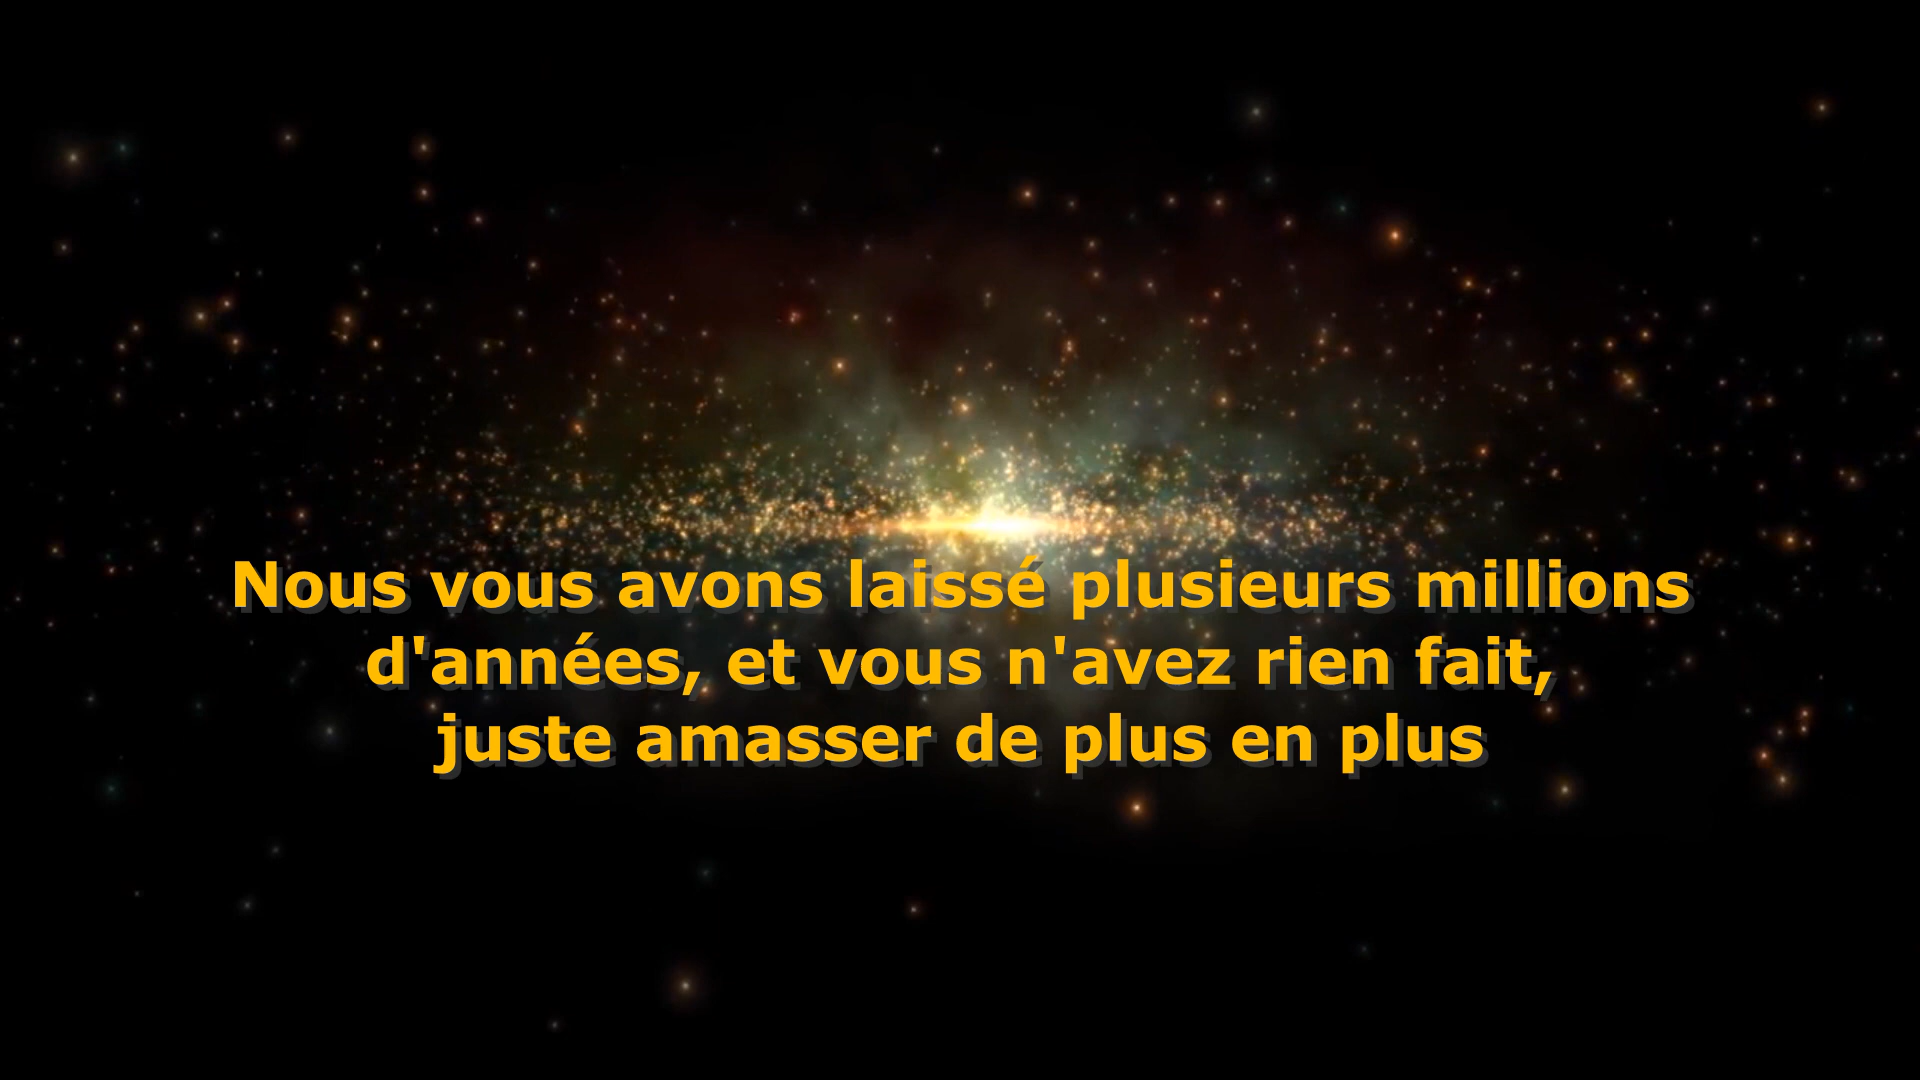 Nous vous avons laissé plusieurs millions
d'années, et vous n'avez rien fait,
juste amasser de plus en plus